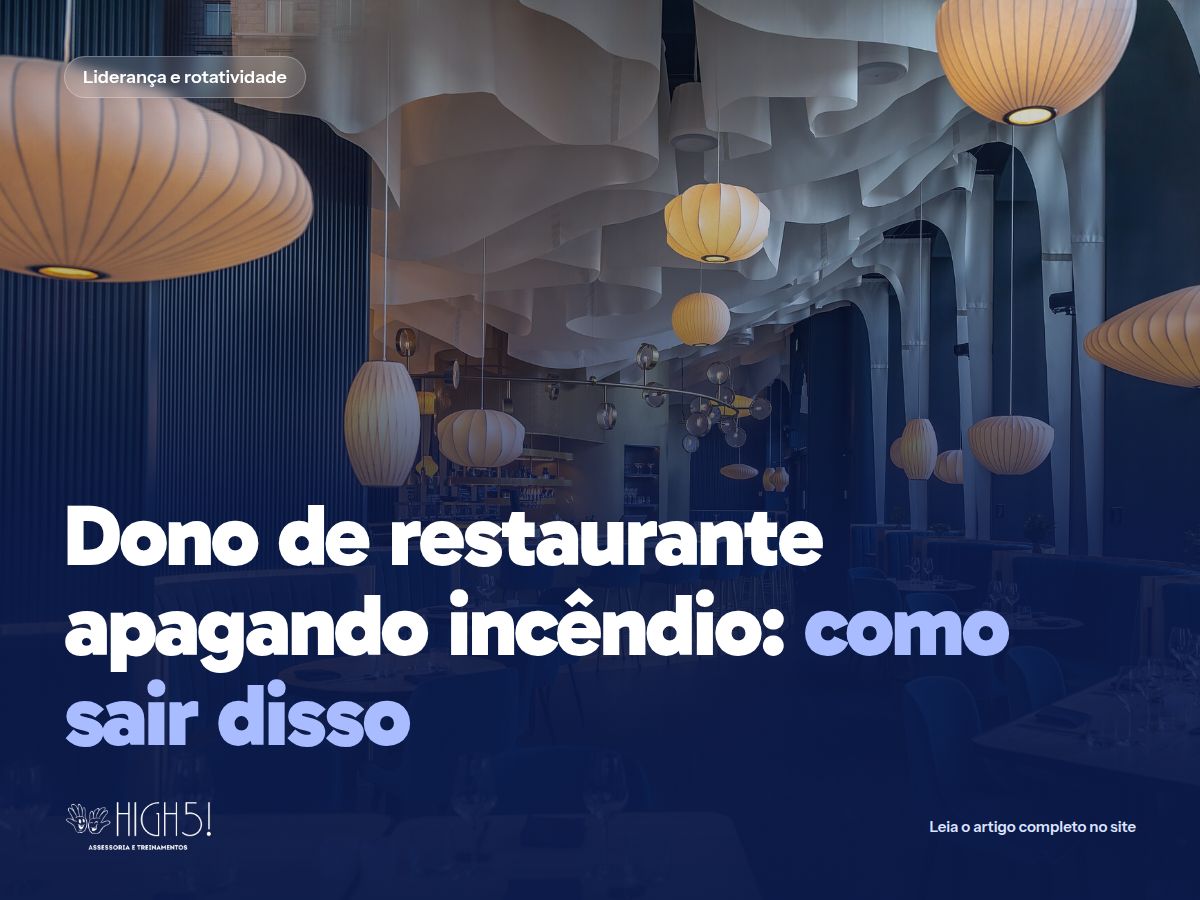 Liderança e rotatividade
Dono de restaurante
apagando incêndio: como
sair disso
HIGH5!
ASSESSORIA E TREINAMENTOS
Leia o artigo completo no site